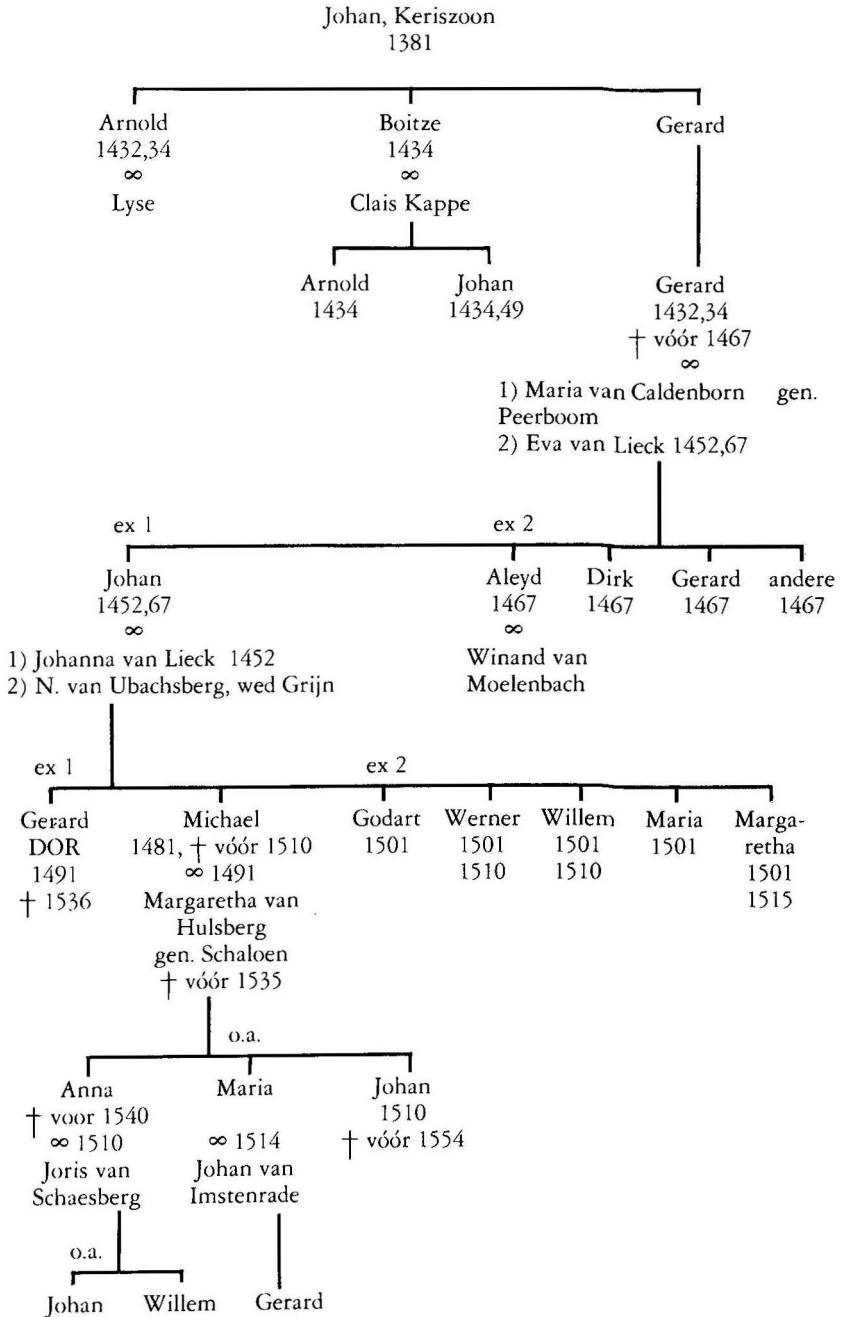 Johan, Keriszoon
1381
Arnold Boitze Gerard
1432,34 1434
∞ ∞
Lyse Clais Kappe
Arnold Johan Gerard
1434 1434,49 1432,34
† vóór 1467
∞
1) Maria van Caldenborn gen.
Peerboom
2) Eva van Lieck 1452,67
ex 1 ex 2
Johan Aleyd Dirk Gerard andere
1452,67 1467 1467 1467 1467
∞ ∞
1) Johanna van Lieck 1452 Winand van
2) N. van Ubachsberg, wed Grijn Moelenbach
ex 1 ex 2
Gerard Michael Godart Werner Willem Maria Marga-
DOR 1481, † vóór 1510 1501 1501 1501 1501 retha
1491 ∞ 1491 1510 1510 1501
† 1536 Margaretha van 1515
Hulsberg
gen. Schaloen
† vóór 1535
o.a.
Anna Maria Johan
† voor 1540 1510
∞ 1510 ∞ 1514 † vóór 1554
Joris van Johan van
Schaesberg Imstenrade
o.a.
Johan Willem Gerard